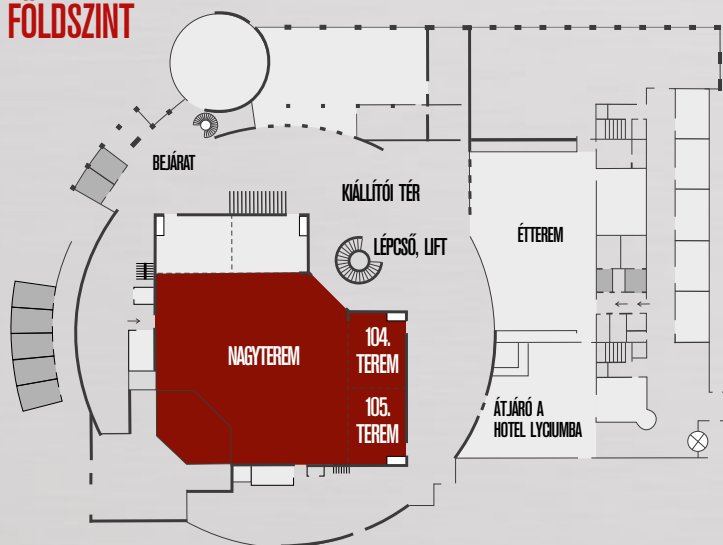 FÖLDSZINT
BEJÁRAT
KIÁLLÍTÓI TÉR
LÉPCSŐ, LIFT
ÉTTEREM
NAGYTEREM
104.
TEREM
105.
TEREM
ÁTJÁRÓ A
HOTEL LYCIUMBA